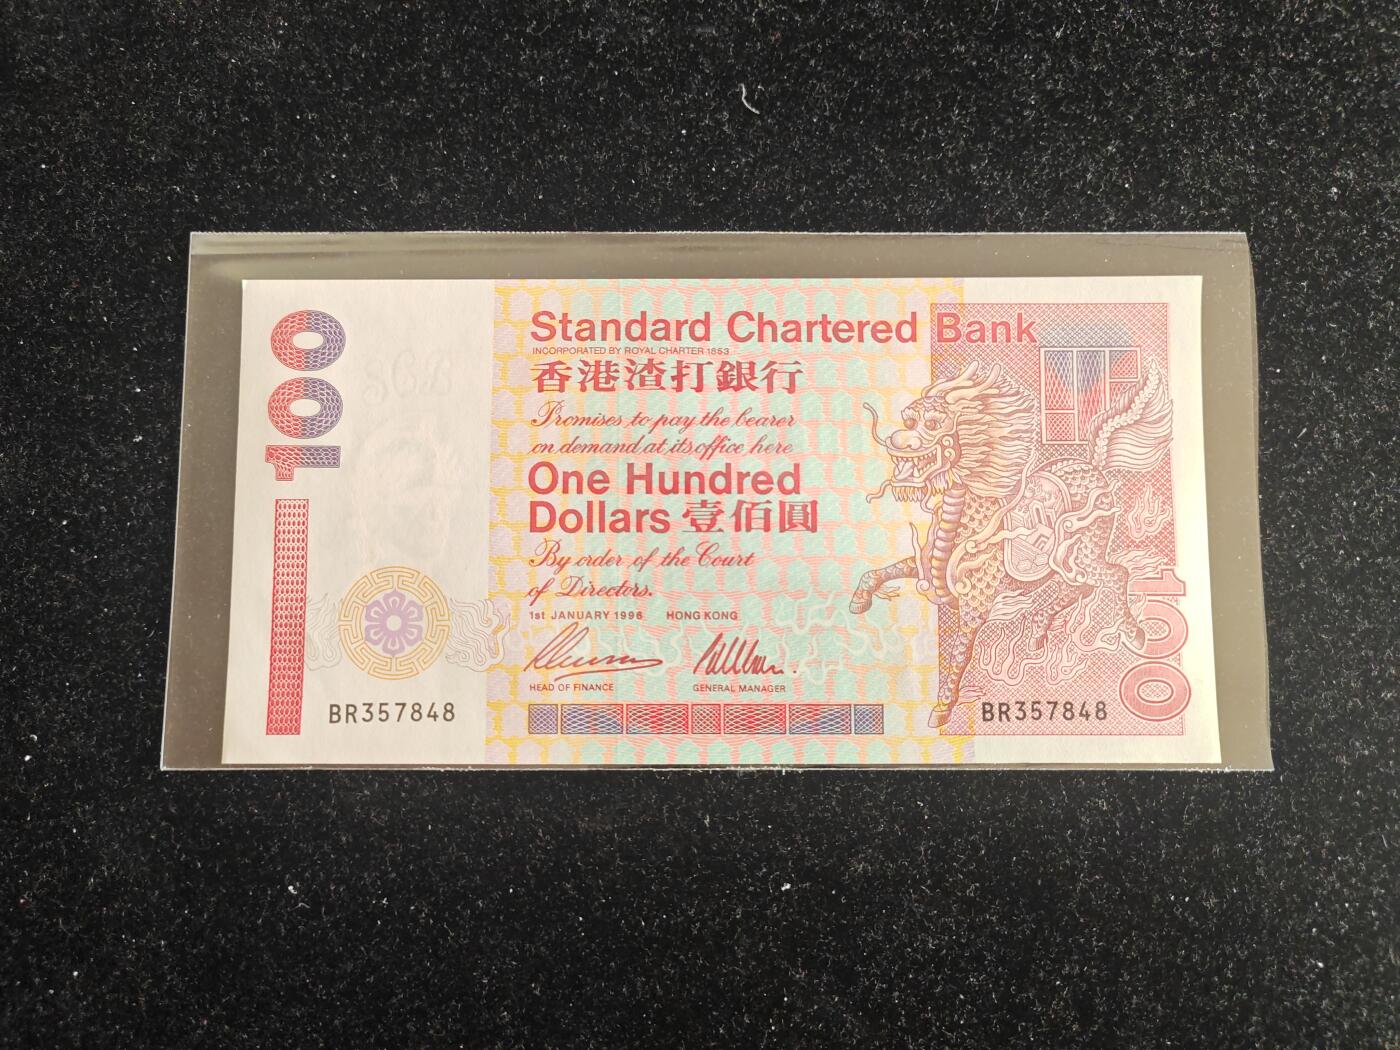 100
Standard Chartered Bank
INCORPORATED BY ROYAL CHARTER 1853
香港渣打銀行
Promises to pay the bearer
on demand at its office here
One Hundred
Dollars 壹佰圓
By order of the Court
of Directors.
1st JANUARY 1996 HONG KONG
HEAD OF FINANCE GENERAL MANAGER
BR357848 BR357848
100